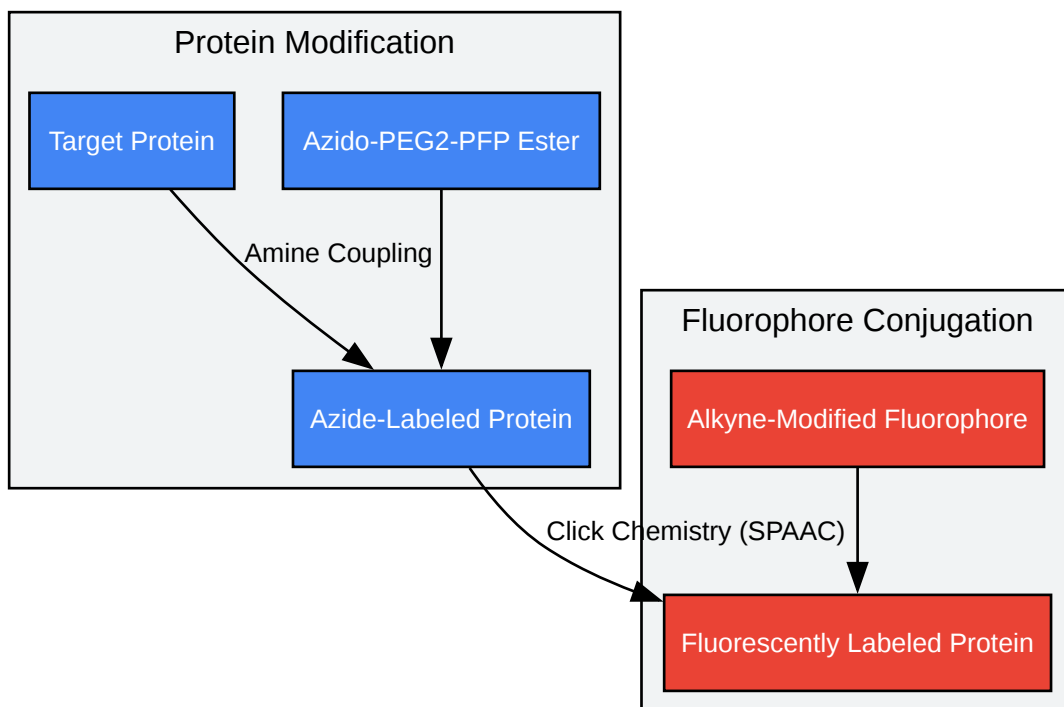 Protein Modification
Target Protein
Azido-PEG2-PFP Ester
Amine Coupling
Azide-Labeled Protein
Fluorophore Conjugation
Alkyne-Modified Fluorophore
Click Chemistry (SPAAC)
Fluorescently Labeled Protein